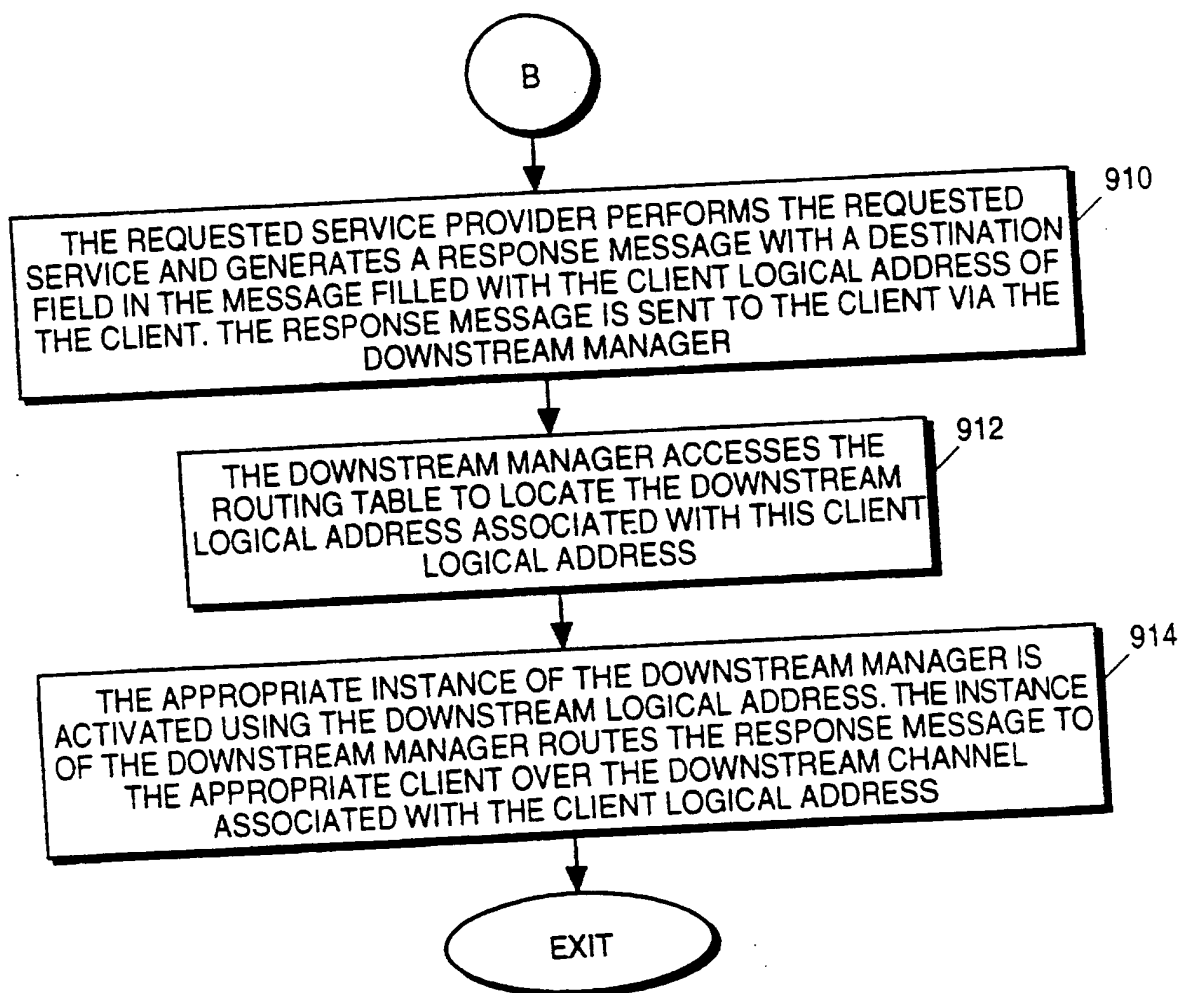 B
910
THE REQUESTED SERVICE PROVIDER PERFORMS THE REQUESTED
SERVICE AND GENERATES A RESPONSE MESSAGE WITH A DESTINATION
FIELD IN THE MESSAGE FILLED WITH THE CLIENT LOGICAL ADDRESS OF
THE CLIENT. THE RESPONSE MESSAGE IS SENT TO THE CLIENT VIA THE
DOWNSTREAM MANAGER
912
THE DOWNSTREAM MANAGER ACCESSES THE
ROUTING TABLE TO LOCATE THE DOWNSTREAM
LOGICAL ADDRESS ASSOCIATED WITH THIS CLIENT
LOGICAL ADDRESS
914
THE APPROPRIATE INSTANCE OF THE DOWNSTREAM MANAGER IS
ACTIVATED USING THE DOWNSTREAM LOGICAL ADDRESS. THE INSTANCE
OF THE DOWNSTREAM MANAGER ROUTES THE RESPONSE MESSAGE TO
THE APPROPRIATE CLIENT OVER THE DOWNSTREAM CHANNEL
ASSOCIATED WITH THE CLIENT LOGICAL ADDRESS
EXIT